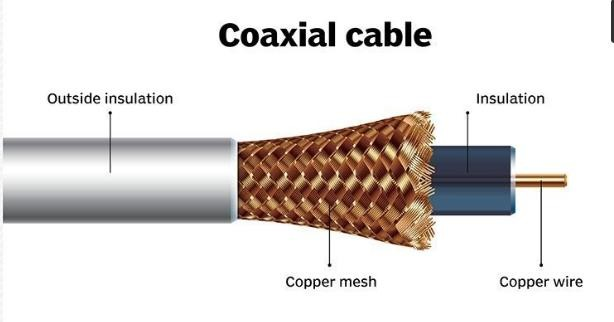 Coaxial cable
Outside insulation
Insulation
Copper mesh
Copper wire